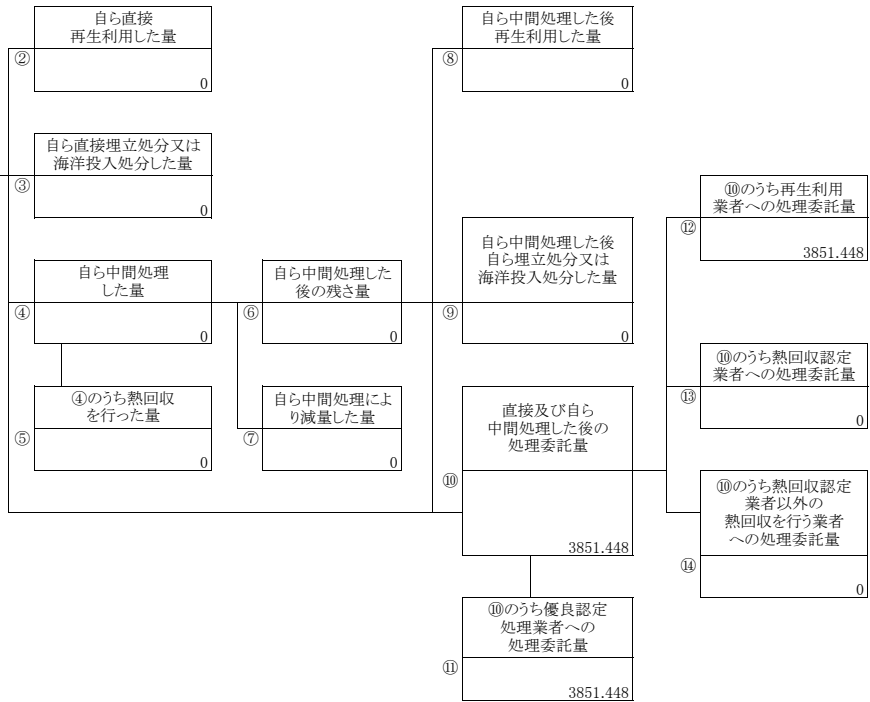 自ら直接
再生利用した量
②
0
自ら直接埋立処分又は
海洋投入処分した量
③
0
自ら中間処理
した量
④
0
④のうち熱回収
を行った量
⑤
0
自ら中間処理した
後の残さ量
⑥
0
自ら中間処理によ
り減量した量
⑦
0
自ら中間処理した後
再生利用した量
⑧
0
自ら中間処理した後
自ら埋立処分又は
海洋投入処分した量
⑨
0
直接及び自ら
中間処理した後の
処理委託量
⑩
3851.448
⑩のうち優良認定
処理業者への
処理委託量
⑪
3851.448
⑩のうち再生利用
業者への処理委託量
⑫
3851.448
⑩のうち熱回収認定
業者への処理委託量
⑬
0
⑩のうち熱回収認定
業者以外の
熱回収を行う業者
への処理委託量
⑭
0